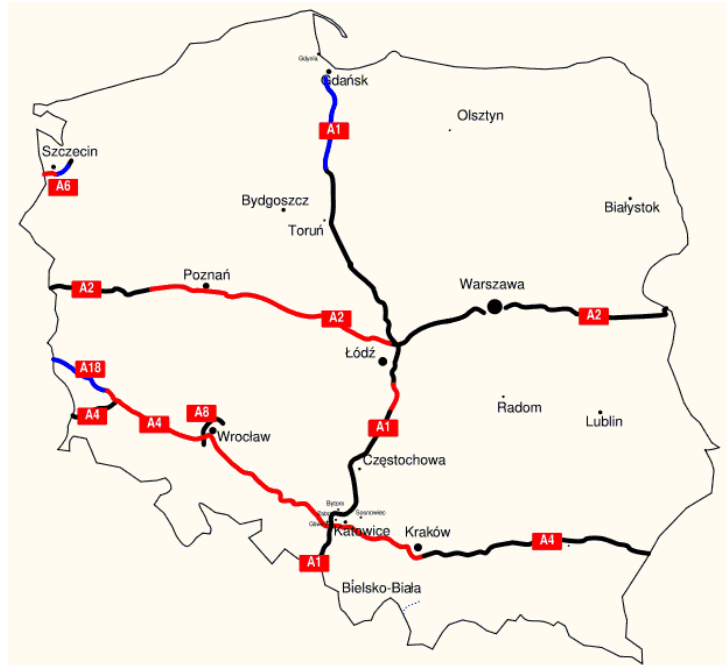 Gdynia
Gdańsk
A1
Olsztyn
Szczecin
A6
Bydgoszcz
Białystok
Toruń
Poznań
Warszawa
A2
A2
A2
Łódź
A18
A4
A4
A8
Wrocław
A1
Radom
Lublin
Częstochowa
Bytom
Sosnowiec
Katowice
Kraków
A4
A1
Bielsko-Biała